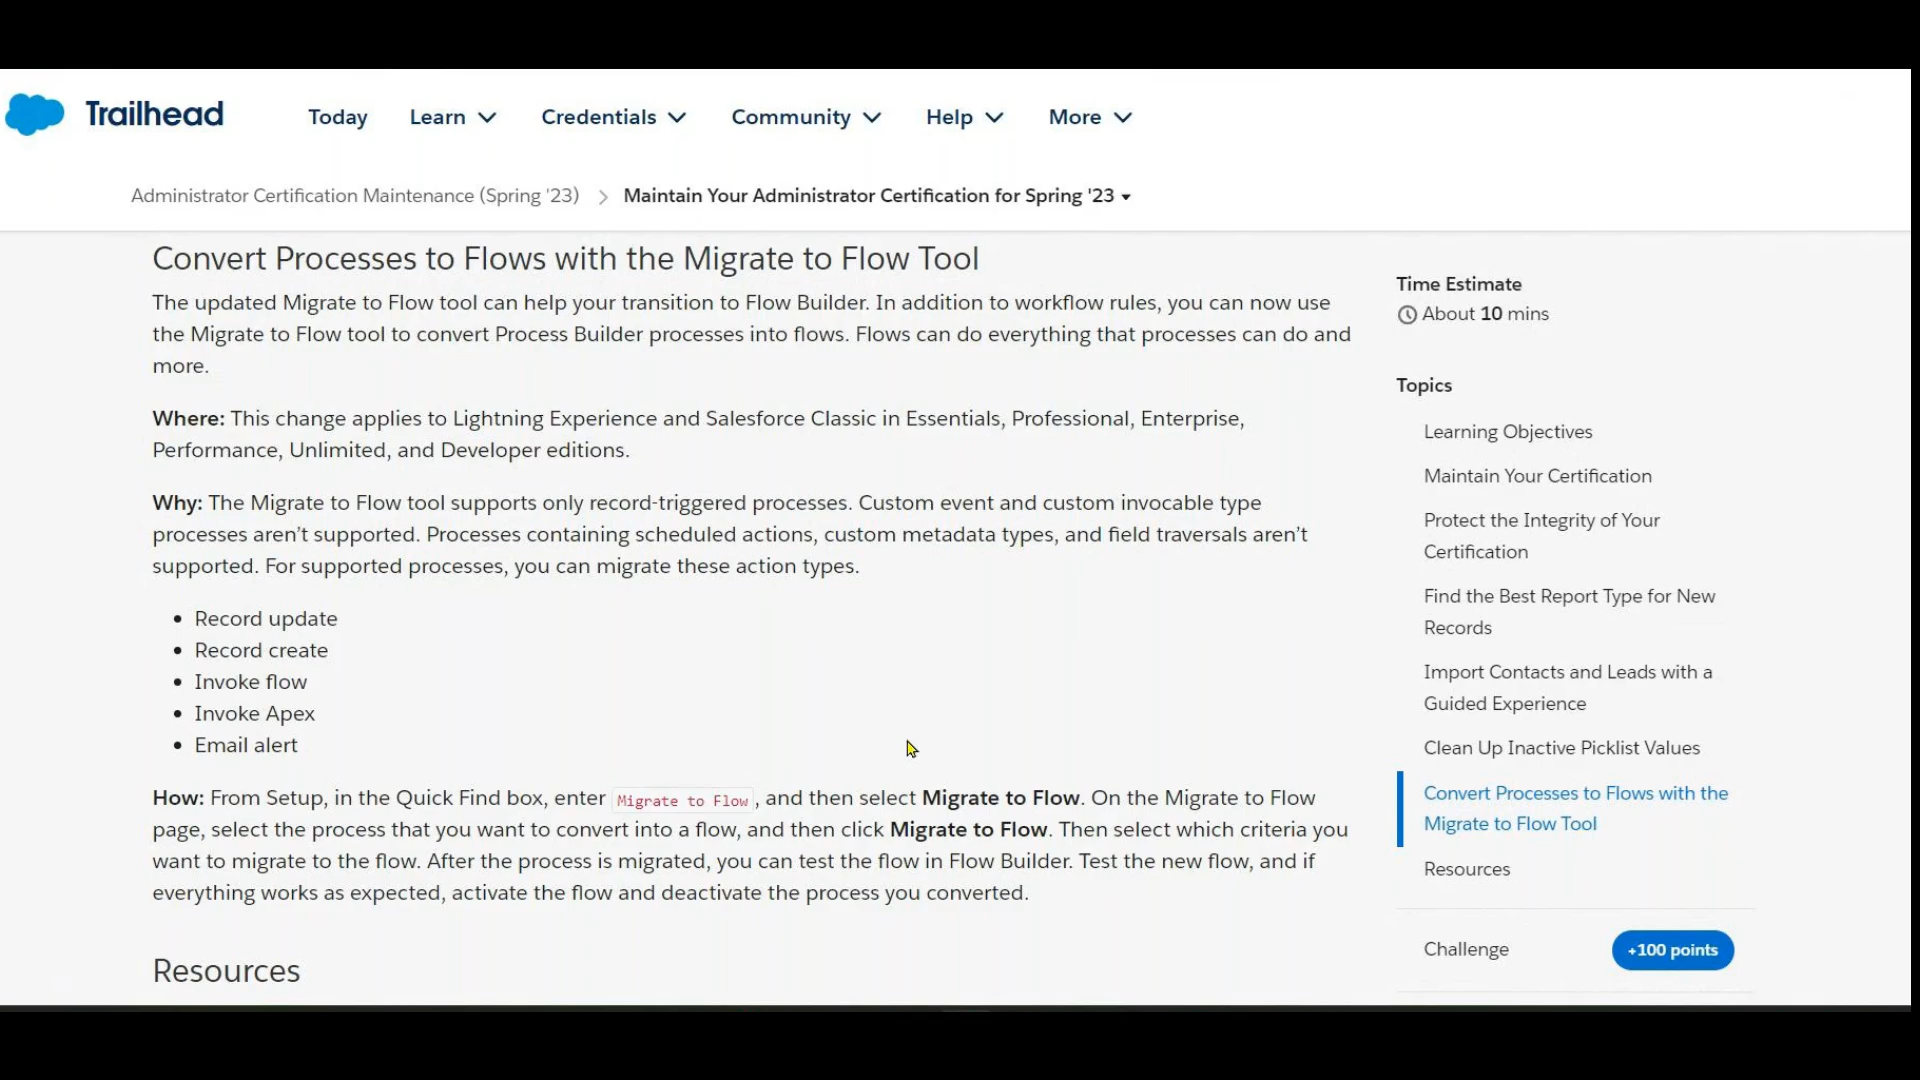 Trailhead
Today Learn Credentials Community Help More
Administrator Certification Maintenance (Spring '23) > Maintain Your Administrator Certification for Spring '23
Convert Processes to Flows with the Migrate to Flow Tool
The updated Migrate to Flow tool can help your transition to Flow Builder. In addition to workflow rules, you can now use
the Migrate to Flow tool to convert Process Builder processes into flows. Flows can do everything that processes can do and
more.
Where: This change applies to Lightning Experience and Salesforce Classic in Essentials, Professional, Enterprise,
Performance, Unlimited, and Developer editions.
Why: The Migrate to Flow tool supports only record-triggered processes. Custom event and custom invocable type
processes aren’t supported. Processes containing scheduled actions, custom metadata types, and field traversals aren’t
supported. For supported processes, you can migrate these action types.
• Record update
• Record create
• Invoke flow
• Invoke Apex
• Email alert
How: From Setup, in the Quick Find box, enter Migrate to Flow, and then select Migrate to Flow. On the Migrate to Flow
page, select the process that you want to convert into a flow, and then click Migrate to Flow. Then select which criteria you
want to migrate to the flow. After the process is migrated, you can test the flow in Flow Builder. Test the new flow, and if
everything works as expected, activate the flow and deactivate the process you converted.
Resources
Time Estimate
About 10 mins
Topics
Learning Objectives
Maintain Your Certification
Protect the Integrity of Your
Certification
Find the Best Report Type for New
Records
Import Contacts and Leads with a
Guided Experience
Clean Up Inactive Picklist Values
Convert Processes to Flows with the
Migrate to Flow Tool
Resources
Challenge
+100 points